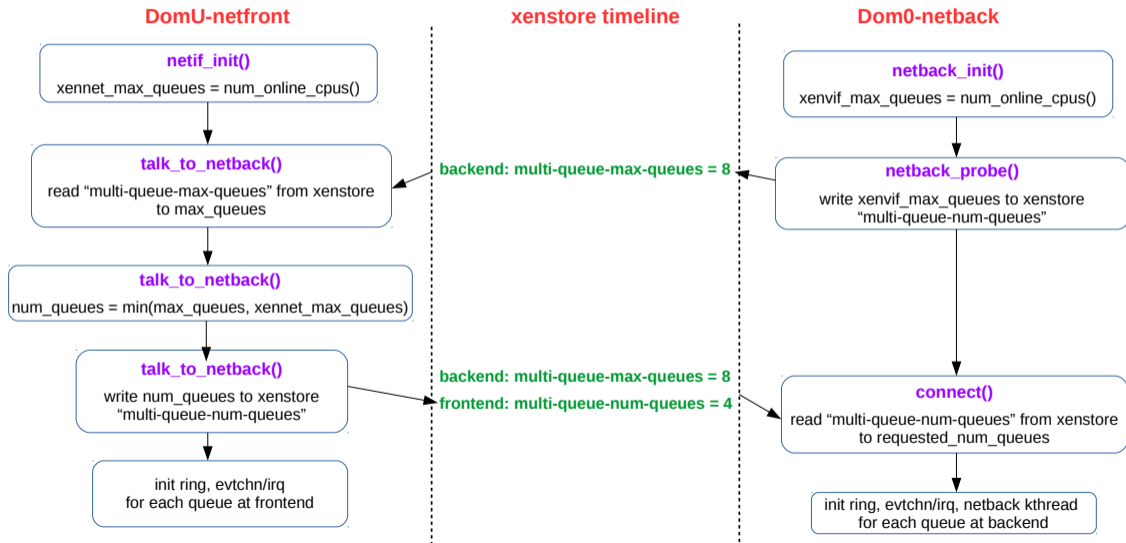 DomU-netfront
netif_init()
xennet_max_queues = num_online_cpus()
talk_to_netback()
read “multi-queue-max-queues” from xenstore
to max_queues
talk_to_netback()
num_queues = min(max_queues, xennet_max_queues)
talk_to_netback()
write num_queues to xenstore
“multi-queue-num-queues”
init ring, evtchn/irq
for each queue at frontend
xenstore timeline
backend: multi-queue-max-queues = 8
backend: multi-queue-max-queues = 8
frontend: multi-queue-num-queues = 4
Dom0-netback
netback_init()
xenvif_max_queues = num_online_cpus()
netback_probe()
write xenvif_max_queues to xenstore
“multi-queue-num-queues”
connect()
read “multi-queue-num-queues” from xenstore
to requested_num_queues
init ring, evtchn/irq, netback kthread
for each queue at backend